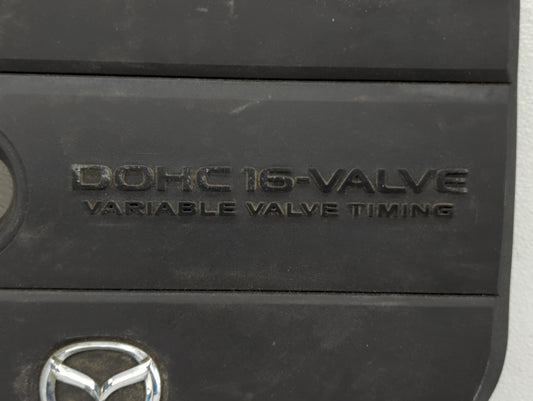 DOHC 16-VALVE
VARIABLE VALVE TIMING